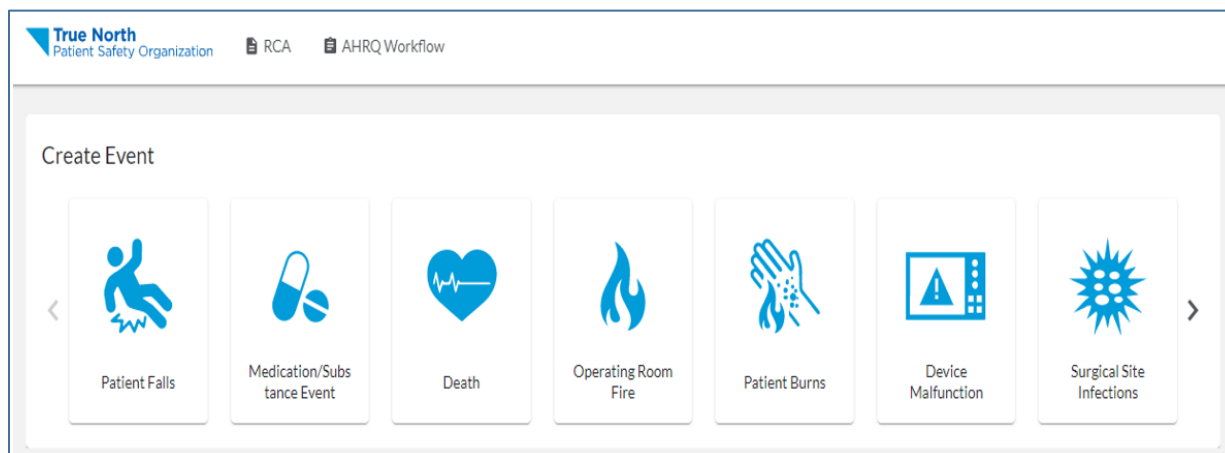 True North
Patient Safety Organization
RCA
AHRQ Workflow
Create Event
Patient Falls
Medication/Subs
tance Event
Death
Operating Room
Fire
Patient Burns
Device
Malfunction
Surgical Site
Infections